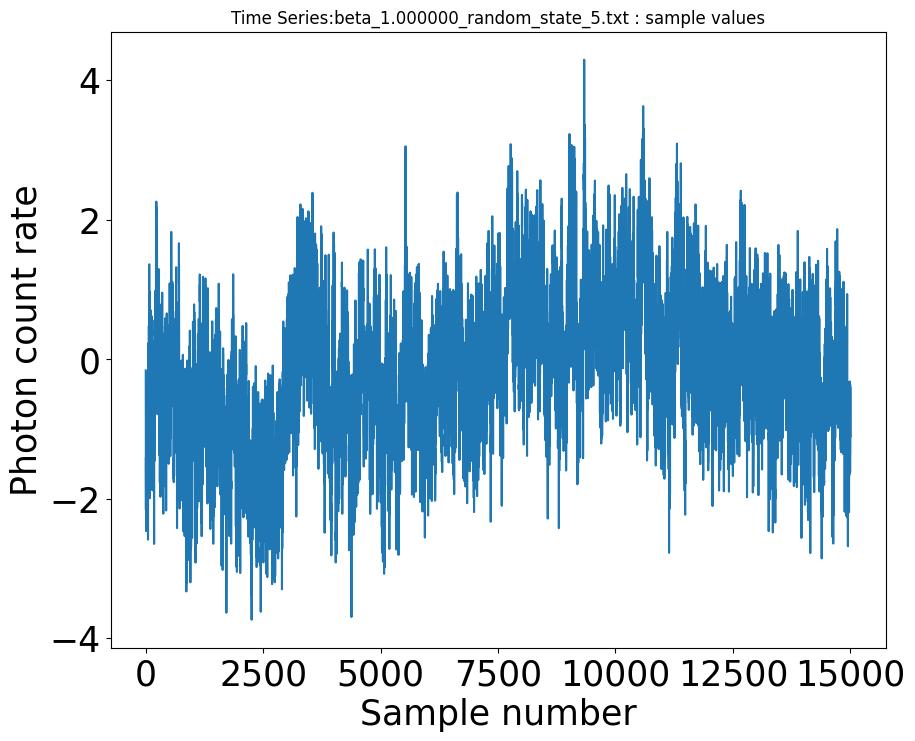 Time Series:beta_1.000000_random_state_5.txt : sample values
Photon count rate
4
2
0
−2
−4
0 2500 5000 7500 10000 12500 15000
Sample number